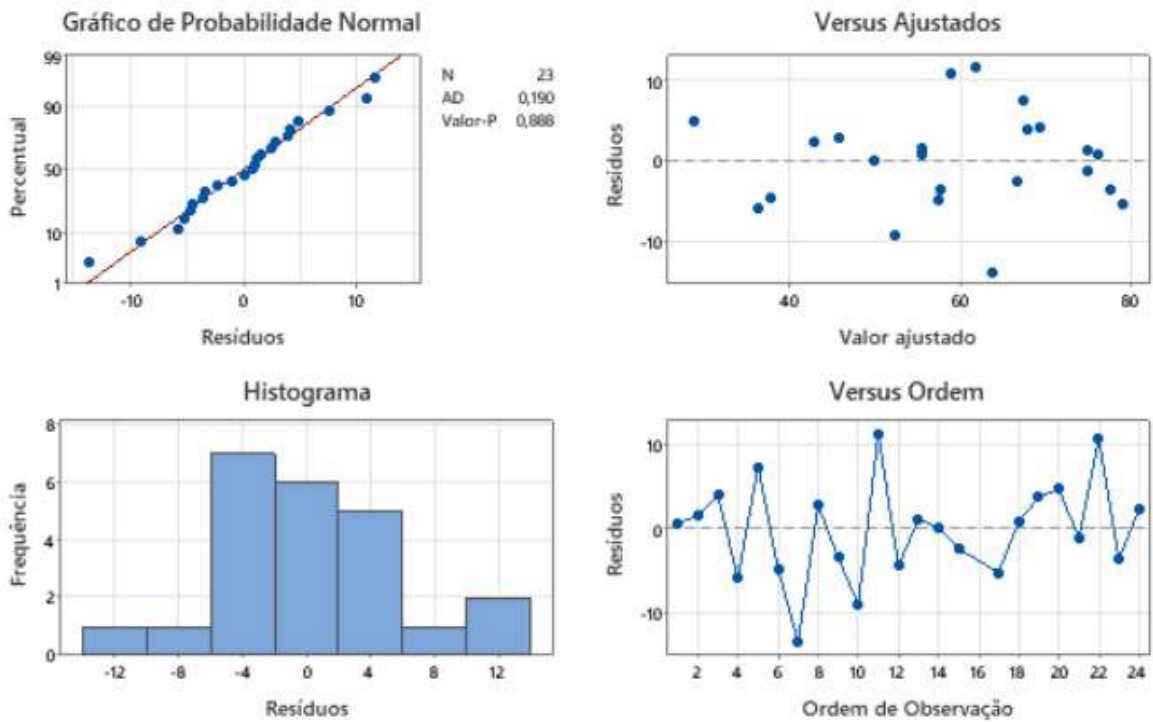 Gráfico de Probabilidade Normal
99
90
50
10
1
Percentual
-10 0 10
Resíduos
N 23
AD 0,190
Valor-P 0,888
Versus Ajustados
10
0
-10
Resíduos
40 60 80
Valor ajustado
Histograma
8
6
4
2
0
Frequência
-12 -8 -4 0 4 8 12
Resíduos
Versus Ordem
10
0
-10
Resíduos
2 4 6 8 10 12 14 16 18 20 22 24
Ordem de Observação